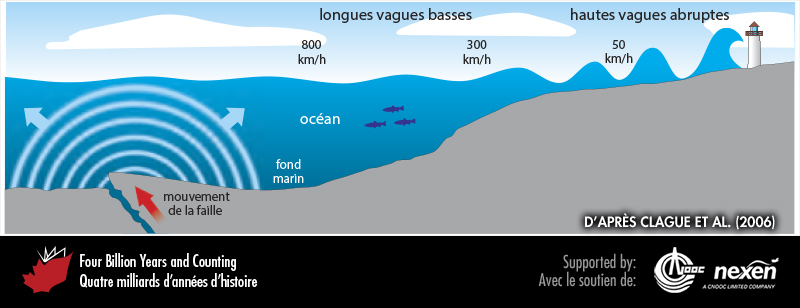 longues vagues basses
hautes vagues abruptes
800
km/h
300
km/h
50
km/h
océan
fond
marin
mouvement
de la faille
D'APRÈS CLAGUE ET AL. (2006)
Four Billion Years and Counting
Quatre milliards d'années d'histoire
Supported by:
Avec le soutien de:
CNOOC
nexen
A CNOOC LIMITED COMPANY